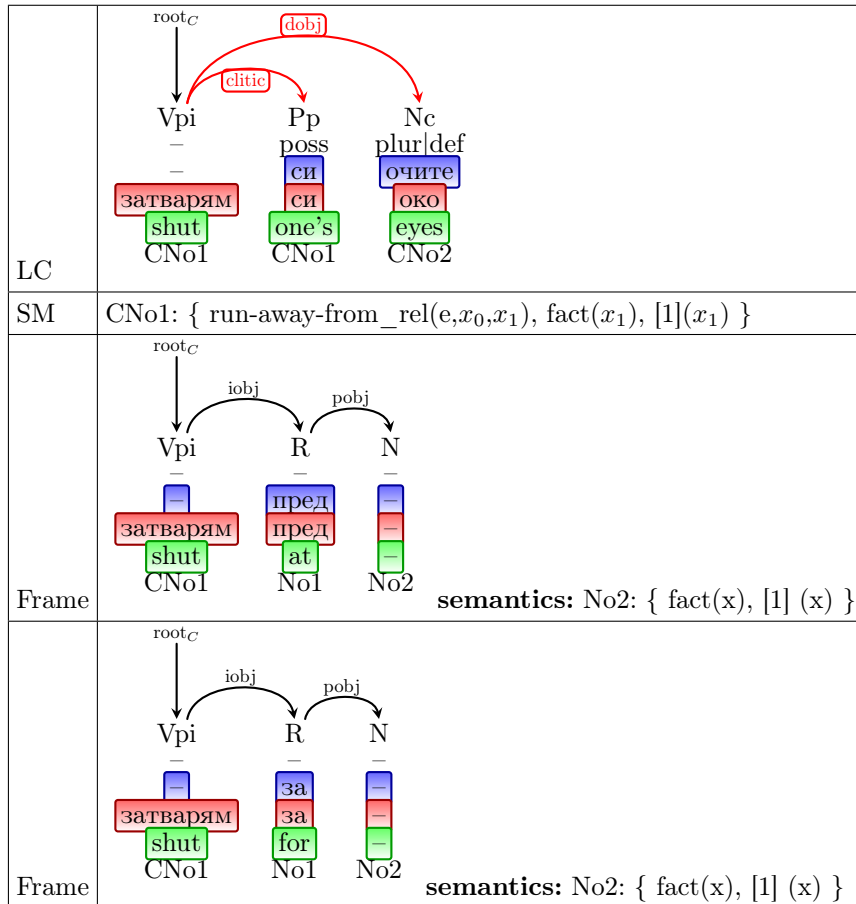 root_C
dobj
clitic
Vpi Pp Nc
– poss plur|def
– си очите
затварям си око
shut one's eyes
CNo1 CNo1 CNo2
LC
SM CNo1: { run-away-from_rel(e,x_0,x_1), fact(x_1), [1](x_1) }
root_C
iobj pobj
Vpi R N
– – –
– пред –
затварям пред –
shut at –
CNo1 No1 No2
Frame semantics: No2: { fact(x), [1] (x) }
root_C
iobj pobj
Vpi R N
– – –
– за –
затварям за –
shut for –
CNo1 No1 No2
Frame semantics: No2: { fact(x), [1] (x) }